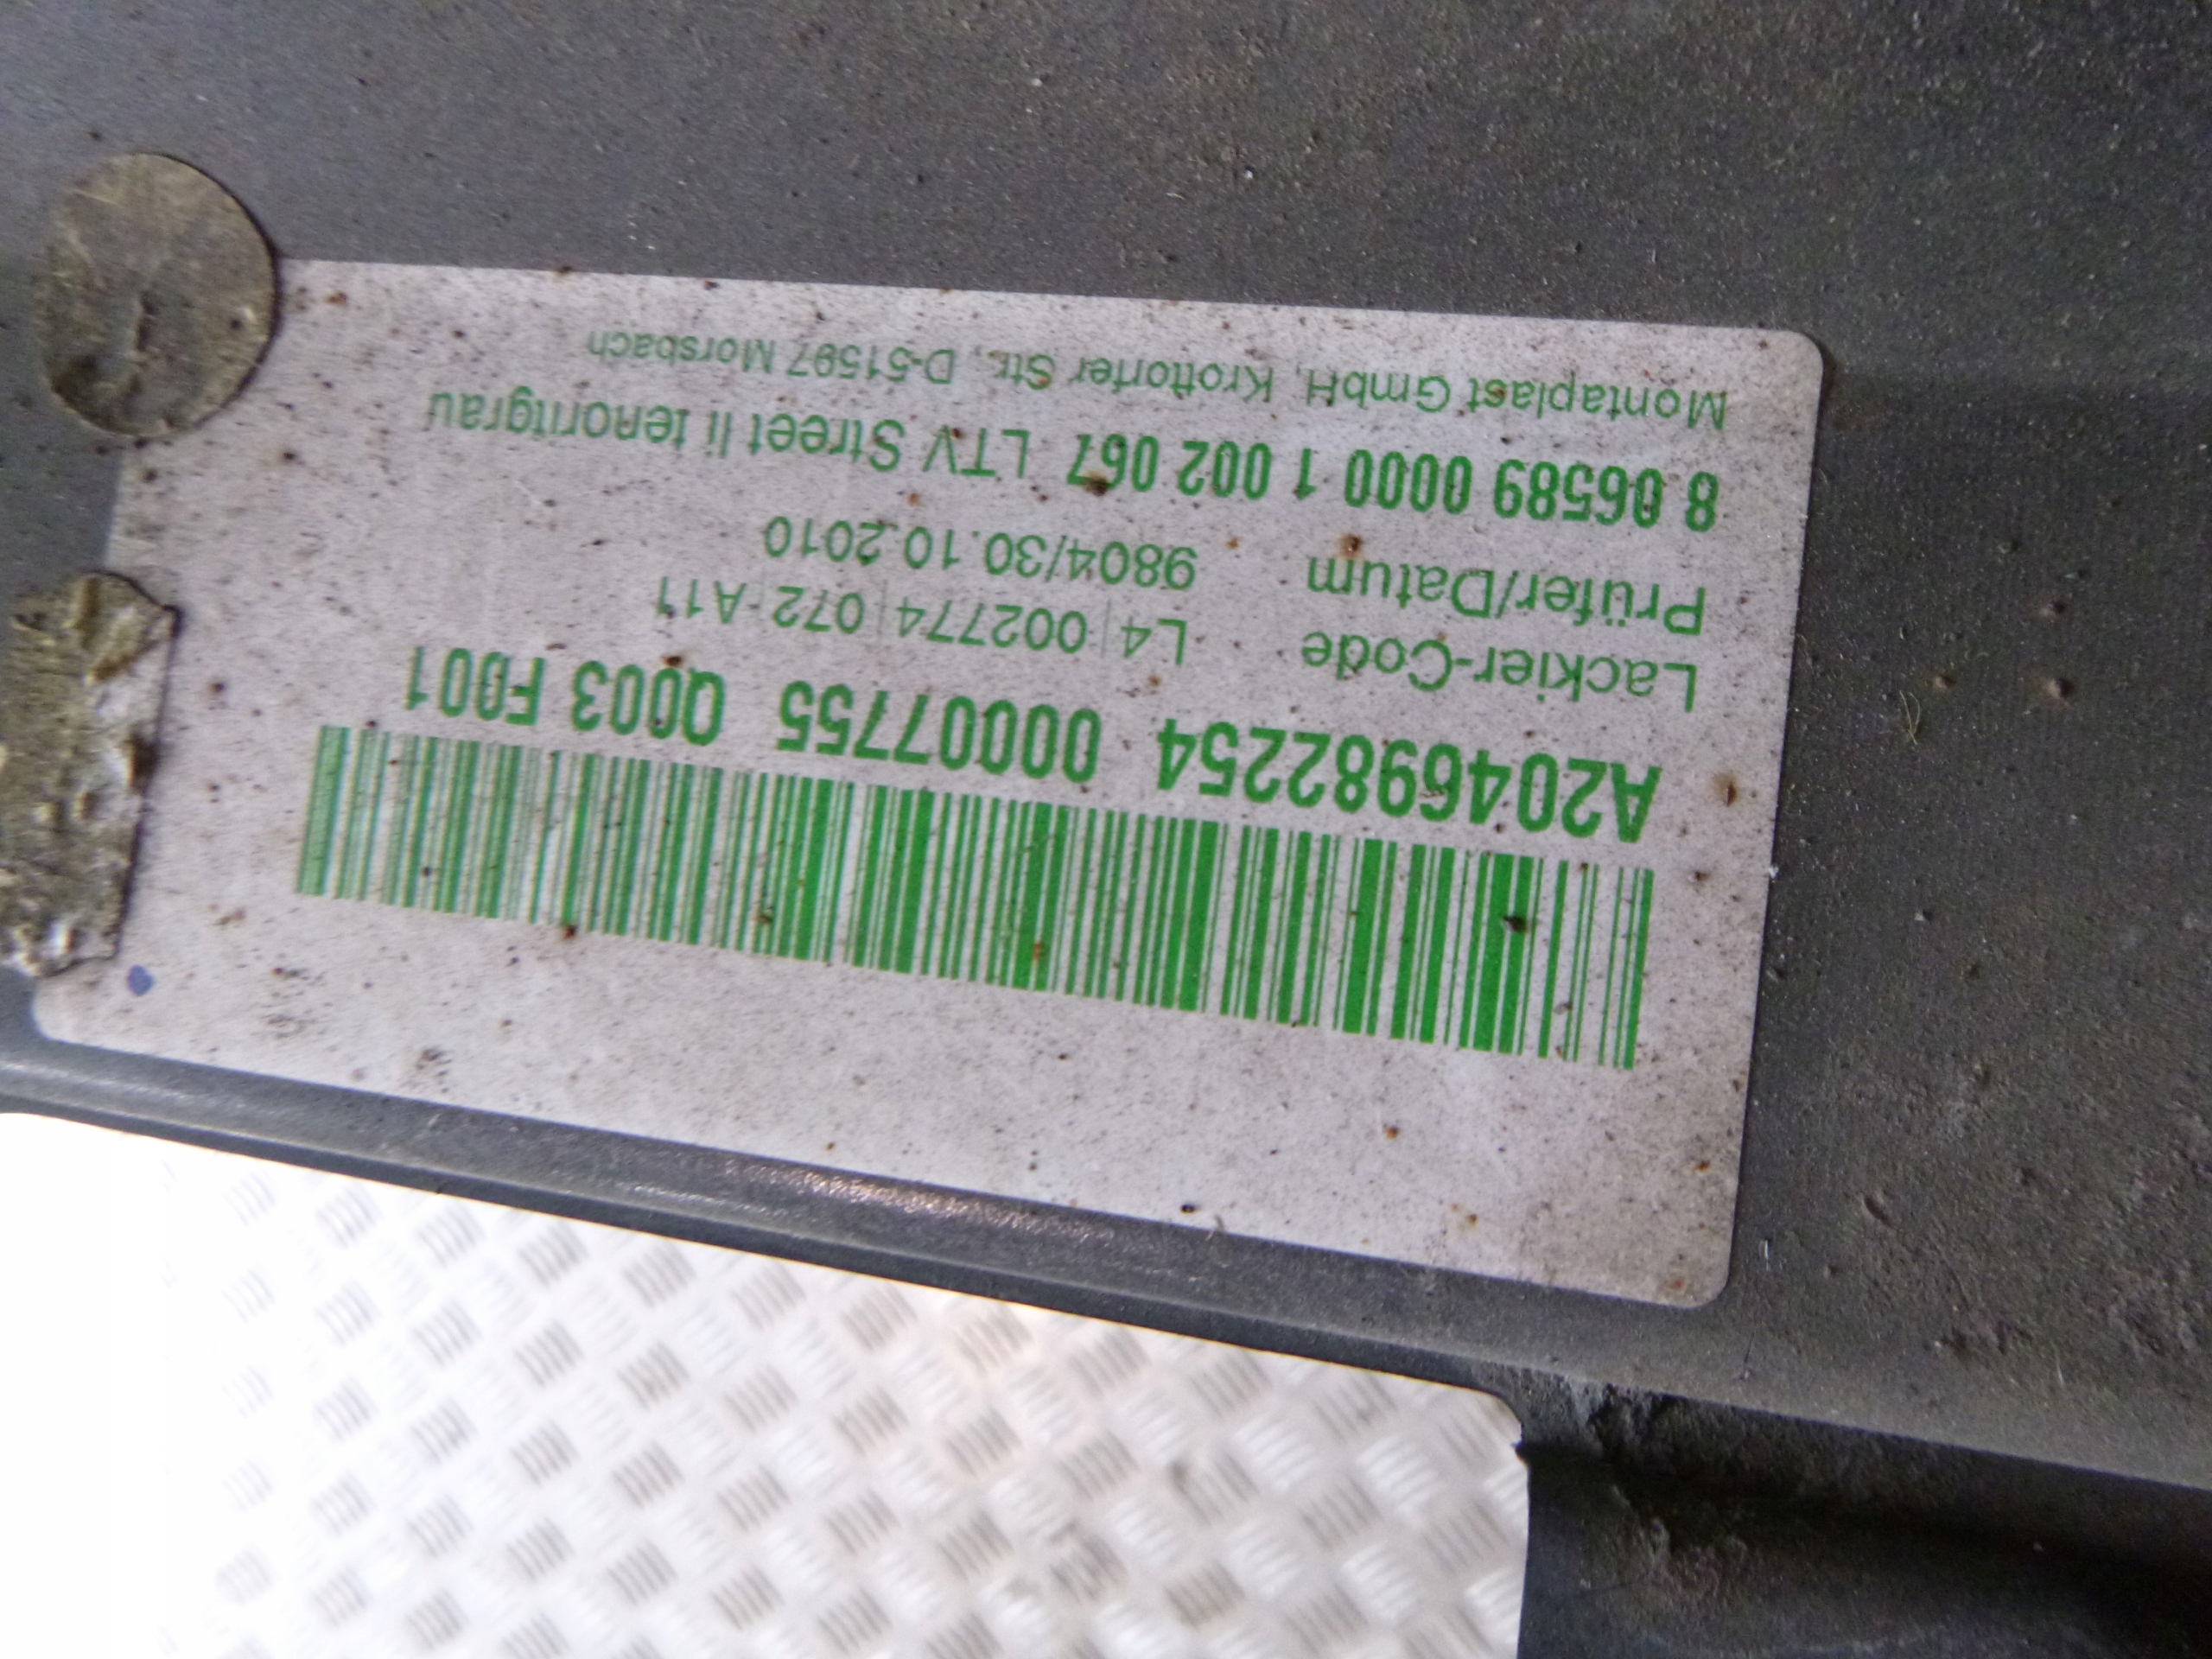 A2046982254 00007755 Q003 F001
Lackier-Code L4|002774|072|A11
Prüfer/Datum 9804/30.10.2010
8 06589 0000 1 002 067 LTV Street li tenoritgrau
Montaplast GmbH, Krottorfer Str., D-51597 Morsbach